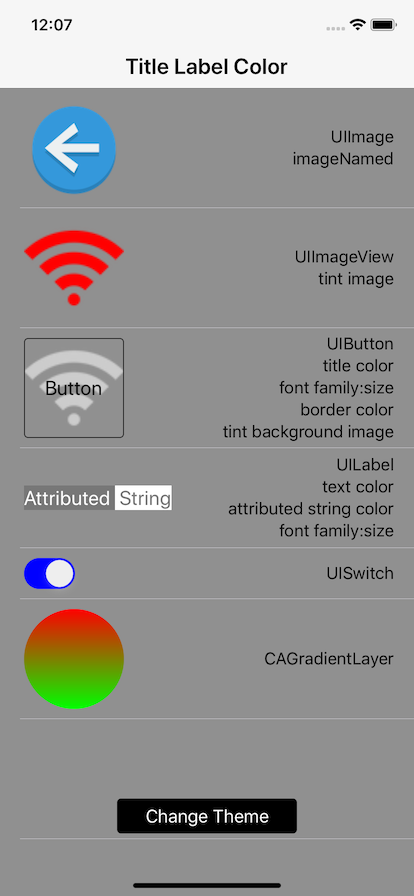 12:07
Title Label Color
UIImage
imageNamed
UIImageView
tint image
Button
UIButton
title color
font family:size
border color
tint background image
Attributed String
UILabel
text color
attributed string color
font family:size
UISwitch
CAGradientLayer
Change Theme